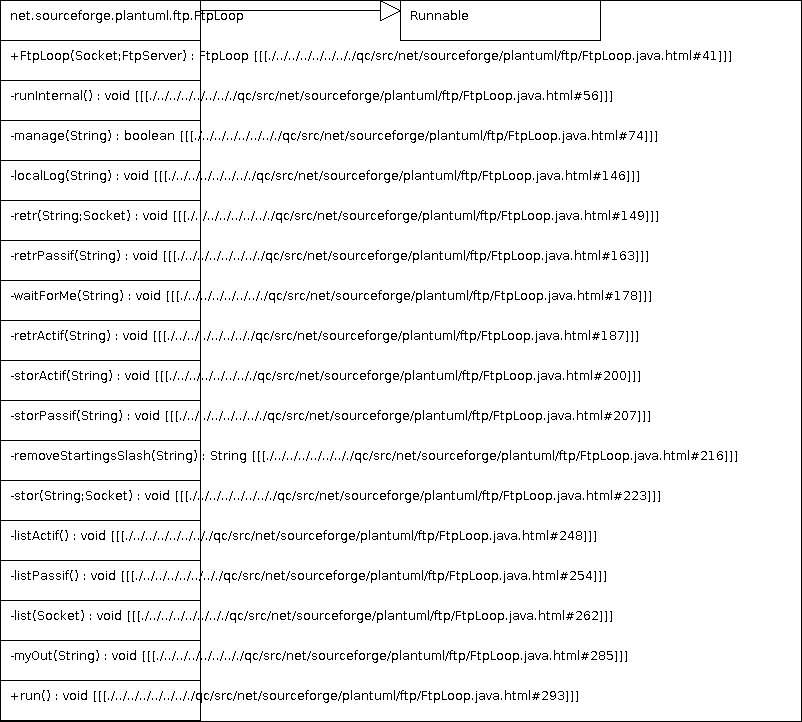 net.sourceforge.plantuml.ftp.FtpLoop
Runnable
+FtpLoop(Socket;FtpServer) : FtpLoop [[[./../../../../../../../qc/src/net/sourceforge/plantuml/ftp/FtpLoop.java.html#41]]]
-runInternal() : void [[[./../../../../../../../qc/src/net/sourceforge/plantuml/ftp/FtpLoop.java.html#56]]]
-manage(String) : boolean [[[./../../../../../../../qc/src/net/sourceforge/plantuml/ftp/FtpLoop.java.html#74]]]
-localLog(String) : void [[[./../../../../../../../qc/src/net/sourceforge/plantuml/ftp/FtpLoop.java.html#146]]]
-retr(String;Socket) : void [[[./../../../../../../../qc/src/net/sourceforge/plantuml/ftp/FtpLoop.java.html#149]]]
-retrPassif(String) : void [[[./../../../../../../../qc/src/net/sourceforge/plantuml/ftp/FtpLoop.java.html#163]]]
-waitForMe(String) : void [[[./../../../../../../../qc/src/net/sourceforge/plantuml/ftp/FtpLoop.java.html#178]]]
-retrActif(String) : void [[[./../../../../../../../qc/src/net/sourceforge/plantuml/ftp/FtpLoop.java.html#187]]]
-storActif(String) : void [[[./../../../../../../../qc/src/net/sourceforge/plantuml/ftp/FtpLoop.java.html#200]]]
-storPassif(String) : void [[[./../../../../../../../qc/src/net/sourceforge/plantuml/ftp/FtpLoop.java.html#207]]]
-removeStartingsSlash(String) : String [[[./../../../../../../../qc/src/net/sourceforge/plantuml/ftp/FtpLoop.java.html#216]]]
-stor(String;Socket) : void [[[./../../../../../../../qc/src/net/sourceforge/plantuml/ftp/FtpLoop.java.html#223]]]
-listActif() : void [[[./../../../../../../../qc/src/net/sourceforge/plantuml/ftp/FtpLoop.java.html#248]]]
-listPassif() : void [[[./../../../../../../../qc/src/net/sourceforge/plantuml/ftp/FtpLoop.java.html#254]]]
-list(Socket) : void [[[./../../../../../../../qc/src/net/sourceforge/plantuml/ftp/FtpLoop.java.html#262]]]
-myOut(String) : void [[[./../../../../../../../qc/src/net/sourceforge/plantuml/ftp/FtpLoop.java.html#285]]]
+run() : void [[[./../../../../../../../qc/src/net/sourceforge/plantuml/ftp/FtpLoop.java.html#293]]]